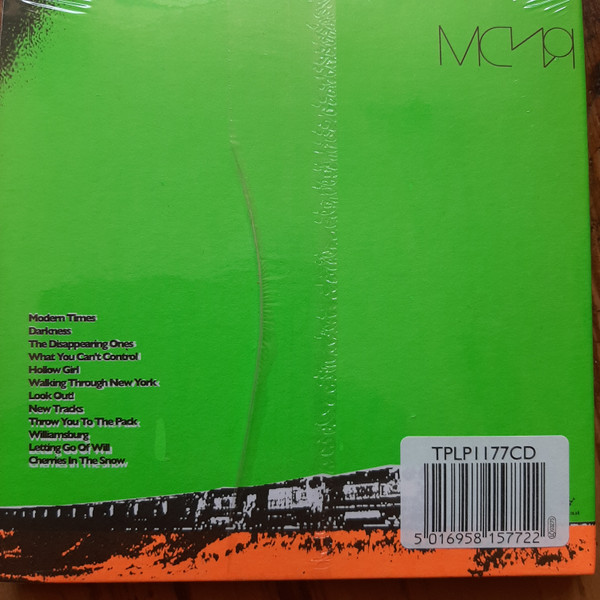 Modern Times
Darkness
The Disappearing Ones
What You Can't Control
Hollow Girl
Walking Through New York
Look Out!
New Tracks
Throw You To The Pack
Williamsburg
Letting Go Of Will
Cherries In The Snow
TPLP1177CD
5 016958 157722